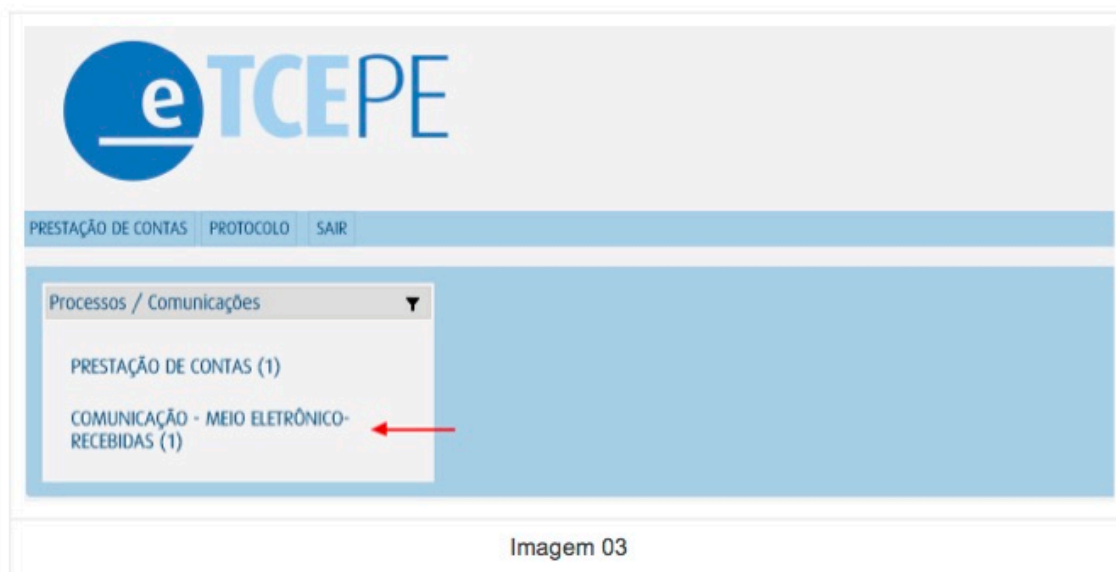 e TCEPE
PRESTAÇÃO DE CONTAS PROTOCOLO SAIR
Processos / Comunicações
PRESTAÇÃO DE CONTAS (1)
COMUNICAÇÃO - MEIO ELETRÔNICO-
RECEBIDAS (1)
Imagem 03